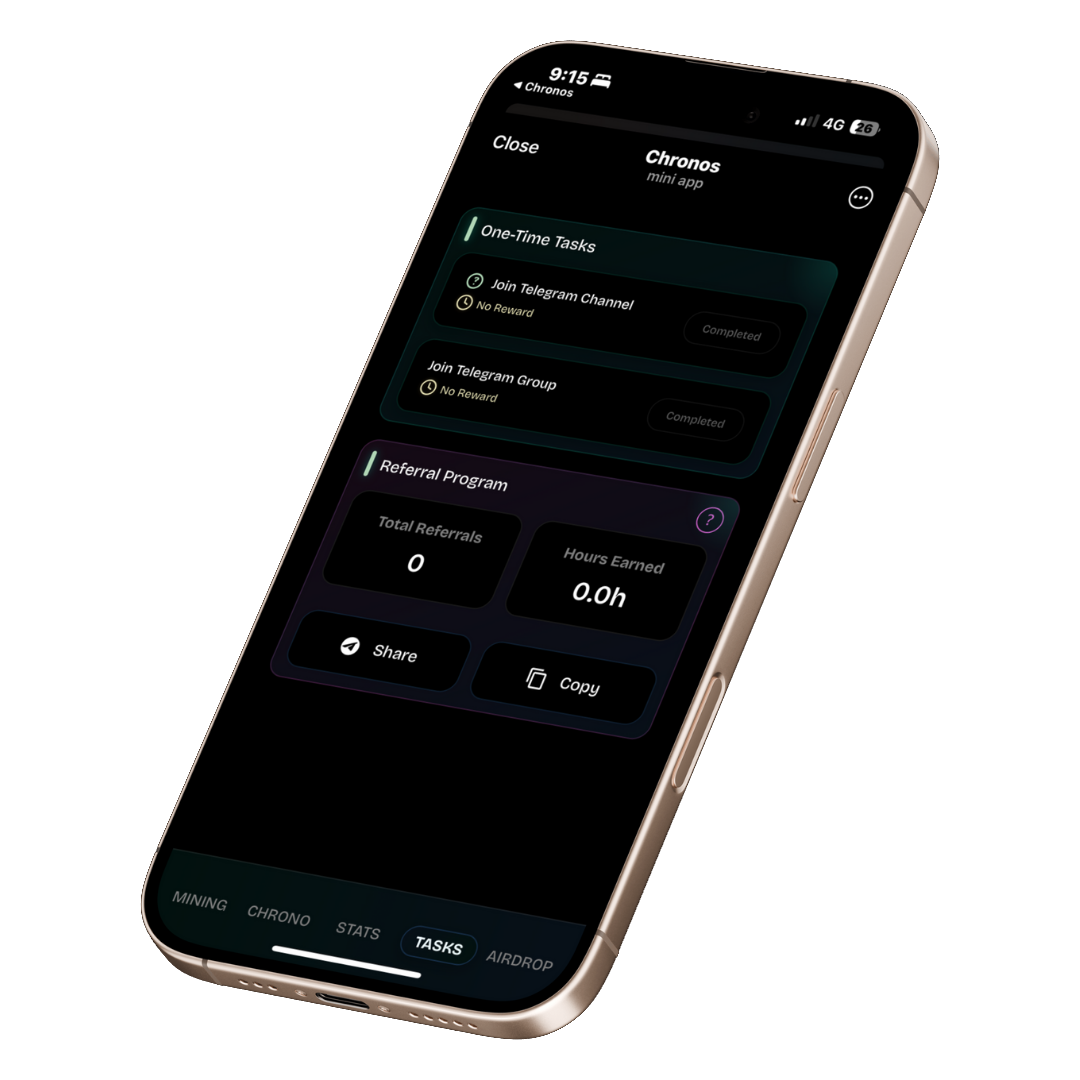 9:15
◀ Chronos
4G 26
Close
Chronos
mini app
One-Time Tasks
? Join Telegram Channel
No Reward
Completed
Join Telegram Group
No Reward
Completed
Referral Program
?
Total Referrals
0
Hours Earned
0.0h
Share
Copy
MINING CHRONO STATS TASKS AIRDROP